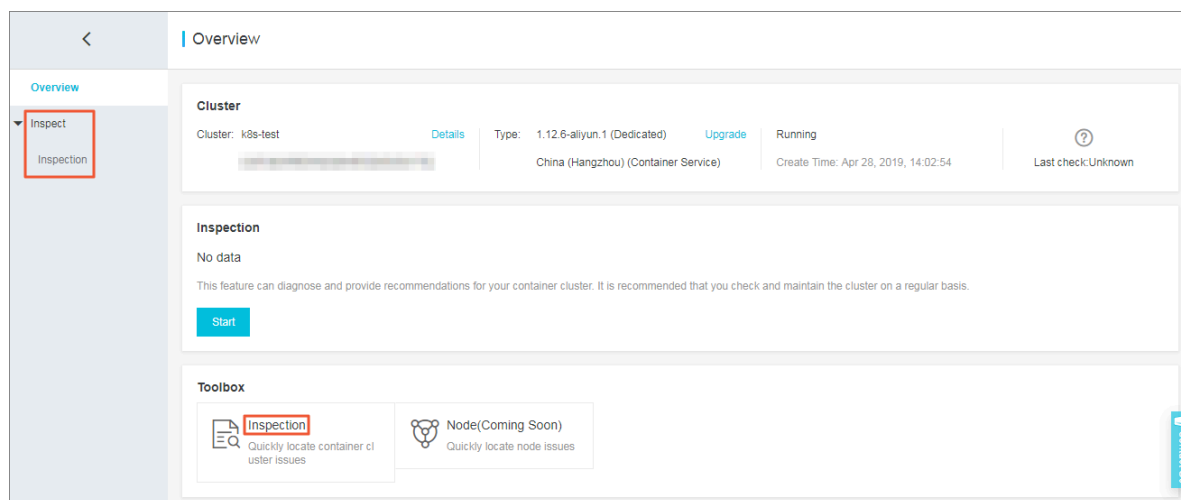 Overview
Overview
Inspect
Inspection
Cluster
Cluster: k8s-test Details Type: 1.12.6-aliyun.1 (Dedicated) Upgrade Running
China (Hangzhou) (Container Service) Create Time: Apr 28, 2019, 14:02:54 Last check:Unknown
Inspection
No data
This feature can diagnose and provide recommendations for your container cluster. It is recommended that you check and maintain the cluster on a regular basis.
Start
Toolbox
Inspection
Quickly locate container cl
uster issues
Node(Coming Soon)
Quickly locate node issues